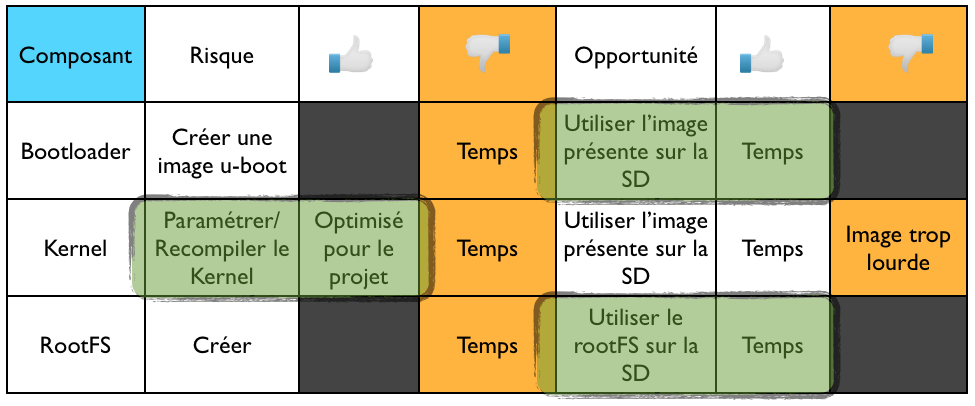 Composant
Risque
Opportunité
Bootloader
Créer une
image u-boot
Temps
Utiliser l'image
présente sur la
SD
Temps
Kernel
Paramétrer/
Recompiler le
Kernel
Optimisé
pour le
projet
Temps
Utiliser l'image
présente sur la
SD
Temps
Image trop
lourde
RootFS
Créer
Temps
Utiliser le
rootFS sur la
SD
Temps